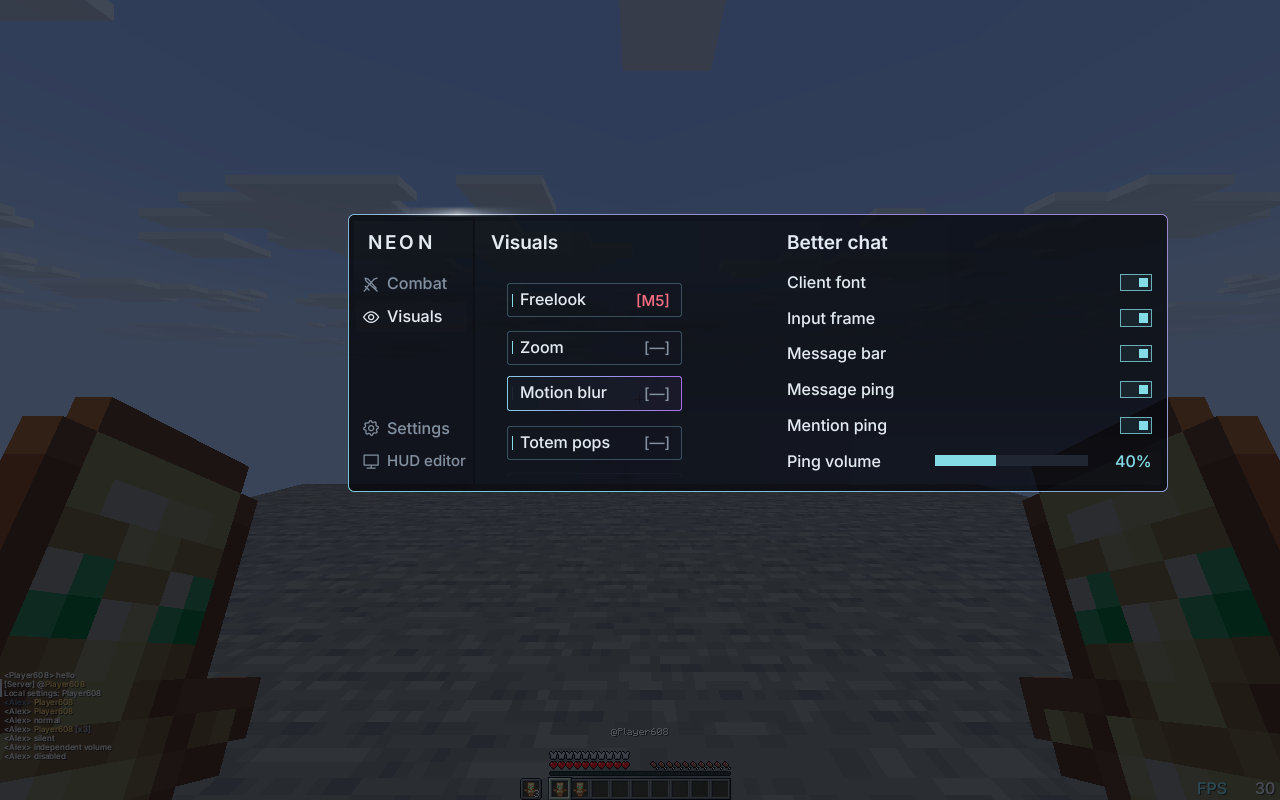 NEON
Combat
Visuals
Settings
HUD editor
Visuals
Freelook [M5]
Zoom [—]
Motion blur [—]
Totem pops [—]
Better chat
Client font
Input frame
Message bar
Message ping
Mention ping
Ping volume 40%
<Player608> hello
[Server] @Player608
Local settings: Player608
<Alex> Player608
<Alex> Player608
<Alex> normal
<Alex> Player608 [x3]
<Alex> silent
<Alex> independent volume
<Alex> disabled
@Player608
3
FPS 30